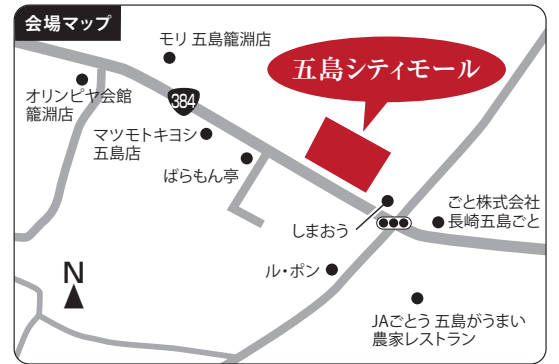 会場マップ
モリ 五島籠淵店
五島シティモール
オリンピヤ会館
籠淵店
384
マツモトキヨシ
五島店
ばらもん亭
しまおう
ごと株式会社
長崎五島ごと
ル・ポン
N
JAごとう 五島がうまい
農家レストラン